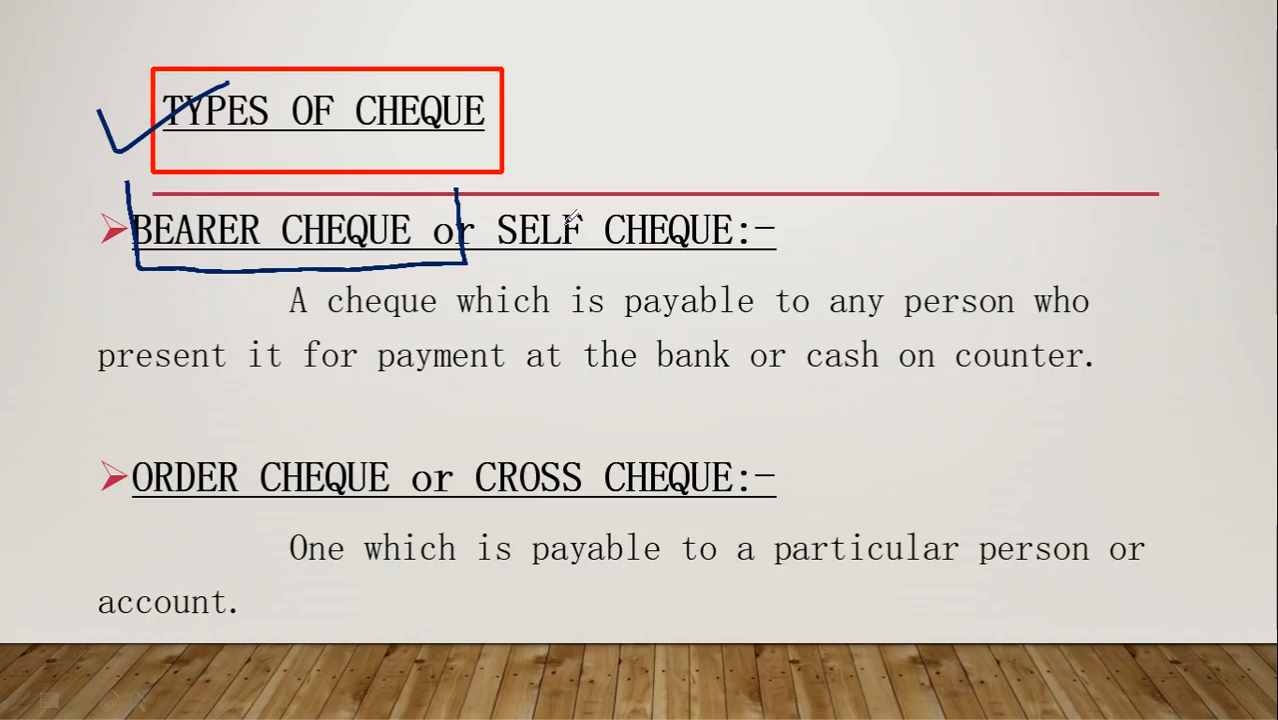 TYPES OF CHEQUE
BEARER CHEQUE or SELF CHEQUE:-
A cheque which is payable to any person who
present it for payment at the bank or cash on counter.
ORDER CHEQUE or CROSS CHEQUE:-
One which is payable to a particular person or
account.